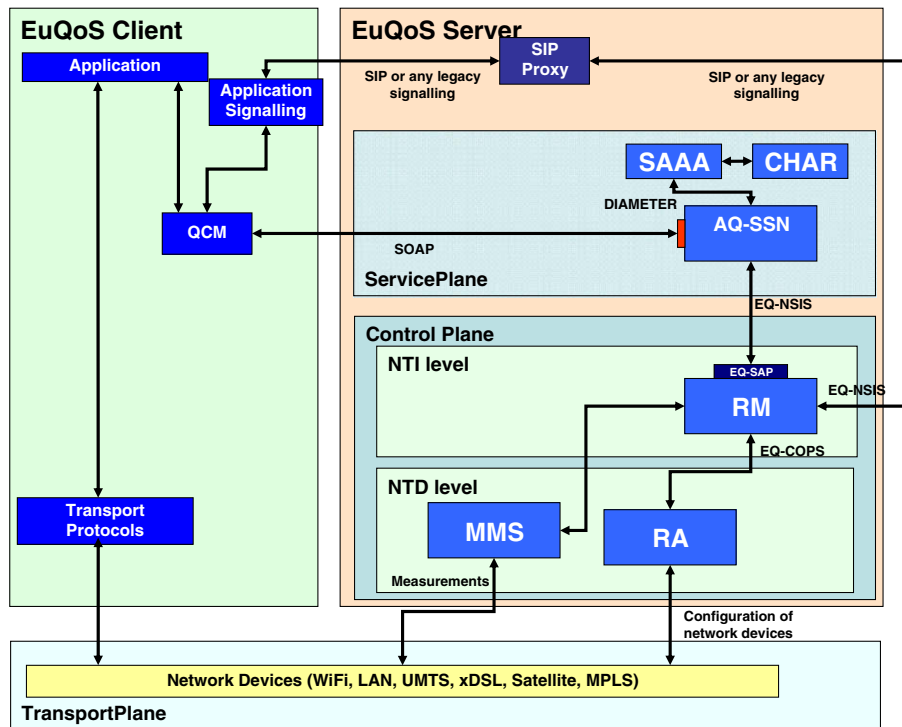 EuQoS Client
EuQoS Server
Application
SIP
Proxy
Application
Signalling
SIP or any legacy
signalling
SIP or any legacy
signalling
SAAA
CHAR
DIAMETER
QCM
AQ-SSN
SOAP
ServicePlane
EQ-NSIS
Control Plane
NTI level
EQ-SAP
RM
EQ-NSIS
EQ-COPS
NTD level
Transport
Protocols
MMS
RA
Measurements
Configuration of
network devices
Network Devices (WiFi, LAN, UMTS, xDSL, Satellite, MPLS)
TransportPlane